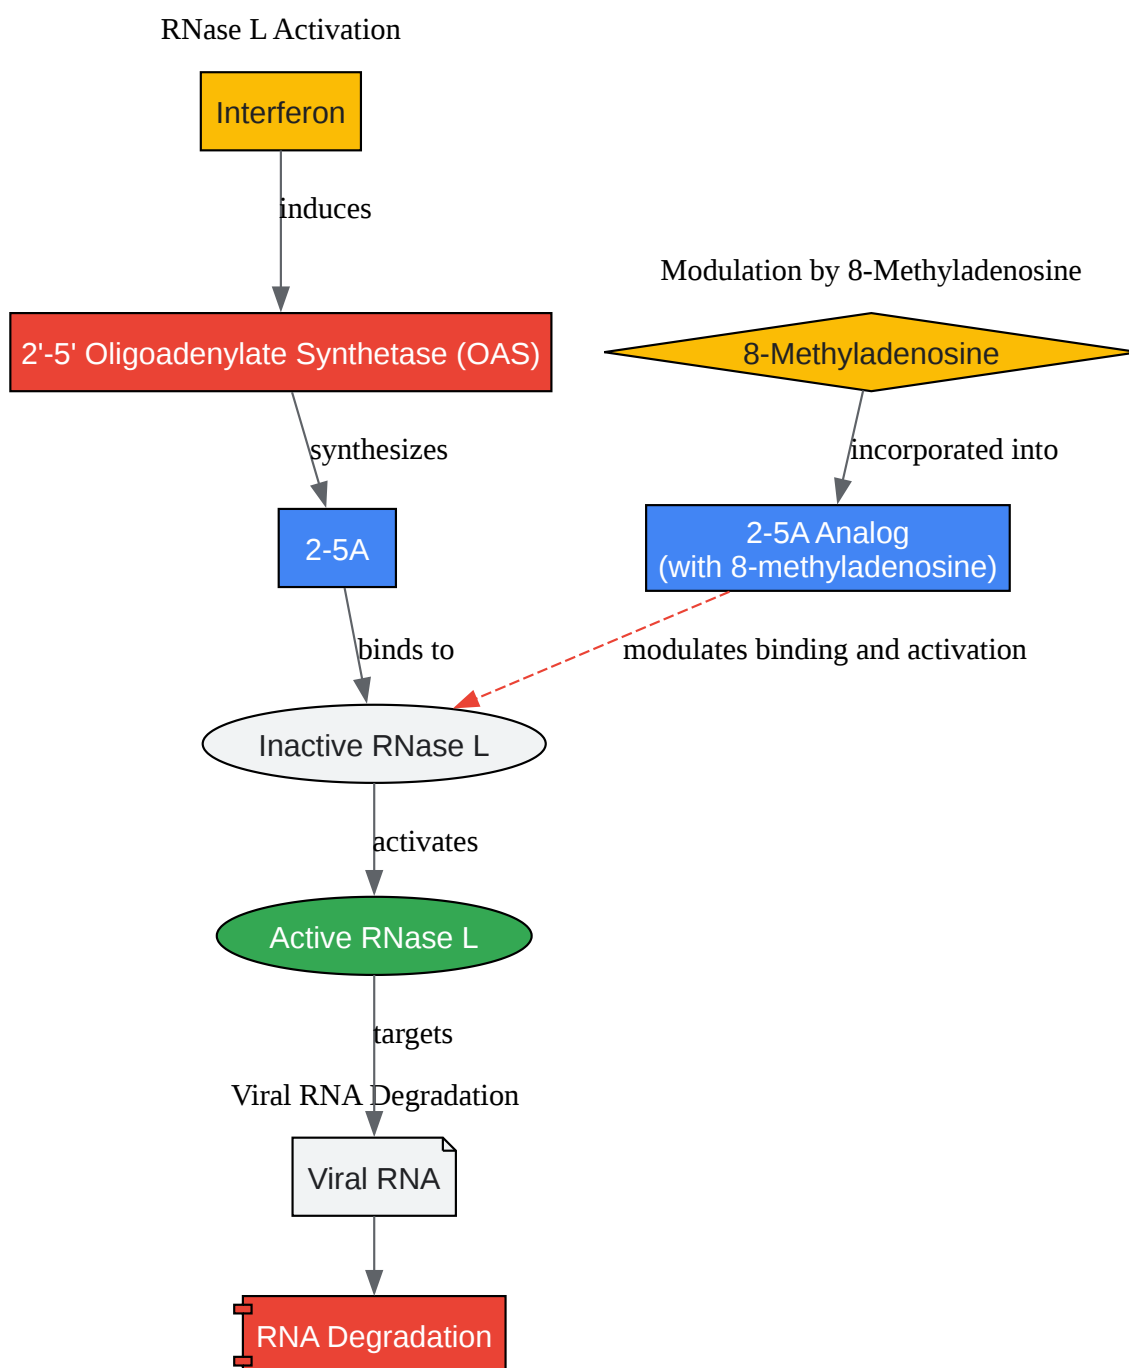 RNase L Activation
Interferon
induces
Modulation by 8-Methyladenosine
2'-5' Oligoadenylate Synthetase (OAS)
8-Methyladenosine
synthesizes
incorporated into
2-5A
2-5A Analog
(with 8-methyladenosine)
binds to
modulates binding and activation
Inactive RNase L
activates
Active RNase L
targets
Viral RNA Degradation
Viral RNA
RNA Degradation